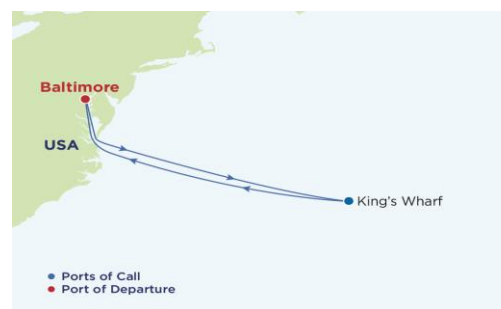 Baltimore
USA
King's Wharf
Ports of Call
Port of Departure